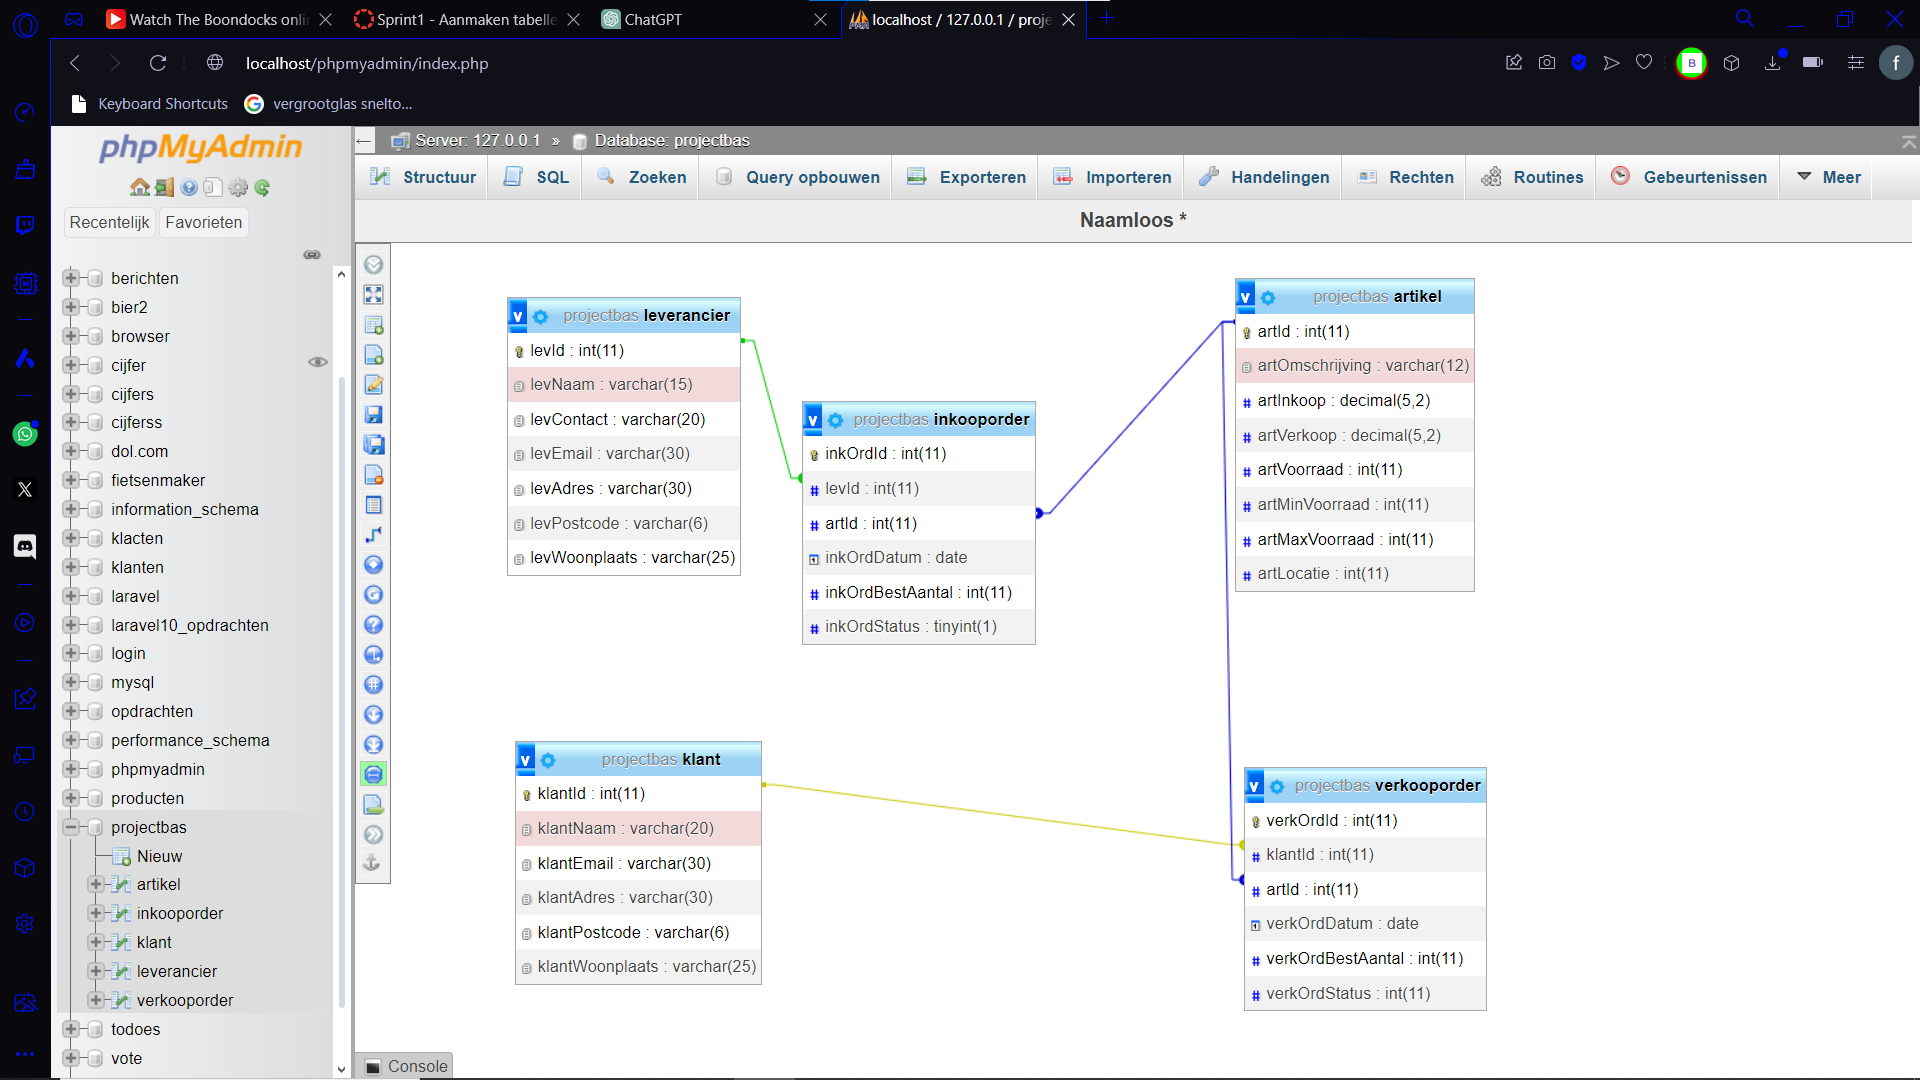 Watch The Boondocks onli
Sprint1 - Aanmaken tabelle
ChatGPT
localhost / 127.0.0.1 / proje
localhost/phpmyadmin/index.php
B
f
Keyboard Shortcuts
vergrootglas snelto...
phpMyAdmin
Recentelijk
Favorieten
berichten
bier2
browser
cijfer
cijfers
cijferss
dol.com
fietsenmaker
information_schema
klacten
klanten
laravel
laravel10_opdrachten
login
mysql
opdrachten
performance_schema
phpmyadmin
producten
projectbas
Nieuw
artikel
inkooporder
klant
leverancier
verkooporder
todoes
vote
Server: 127.0.0.1 » Database: projectbas
Structuur
SQL
Zoeken
Query opbouwen
Exporteren
Importeren
Handelingen
Rechten
Routines
Gebeurtenissen
Meer
Naamloos *
v projectbas leverancier
levId : int(11)
levNaam : varchar(15)
levContact : varchar(20)
levEmail : varchar(30)
levAdres : varchar(30)
levPostcode : varchar(6)
levWoonplaats : varchar(25)
v projectbas inkooporder
inkOrdId : int(11)
# levId : int(11)
# artId : int(11)
inkOrdDatum : date
# inkOrdBestAantal : int(11)
# inkOrdStatus : tinyint(1)
v projectbas artikel
artId : int(11)
artOmschrijving : varchar(12)
# artInkoop : decimal(5,2)
# artVerkoop : decimal(5,2)
# artVoorraad : int(11)
# artMinVoorraad : int(11)
# artMaxVoorraad : int(11)
# artLocatie : int(11)
v projectbas klant
klantId : int(11)
klantNaam : varchar(20)
klantEmail : varchar(30)
klantAdres : varchar(30)
klantPostcode : varchar(6)
klantWoonplaats : varchar(25)
v projectbas verkooporder
verkOrdId : int(11)
# klantId : int(11)
# artId : int(11)
verkOrdDatum : date
# verkOrdBestAantal : int(11)
# verkOrdStatus : int(11)
Console